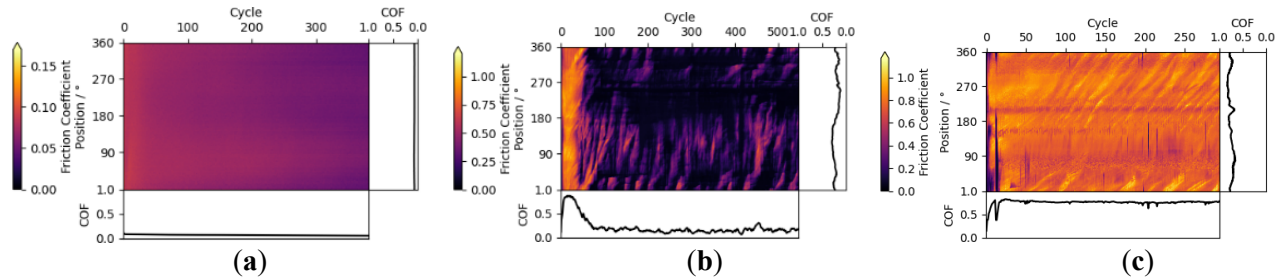 Cycle
COF
0 100 200 300 1.0 0.5 0.0
0.15
0.10
0.05
0.00
Friction Coefficient
Position / °
360
270
180
90
1.0
COF
0.5
0.0
(a)
Cycle
COF
0 100 200 300 400 500 1.0 0.5 0.0
1.00
0.75
0.50
0.25
0.00
Friction Coefficient
Position / °
360
270
180
90
1.0
COF
0.5
0.0
(b)
Cycle
COF
0 50 100 150 200 250 1.0 0.5 0.0
1.0
0.8
0.6
0.4
0.2
0.0
Friction Coefficient
Position / °
360
270
180
90
1.0
COF
0.5
0.0
(c)